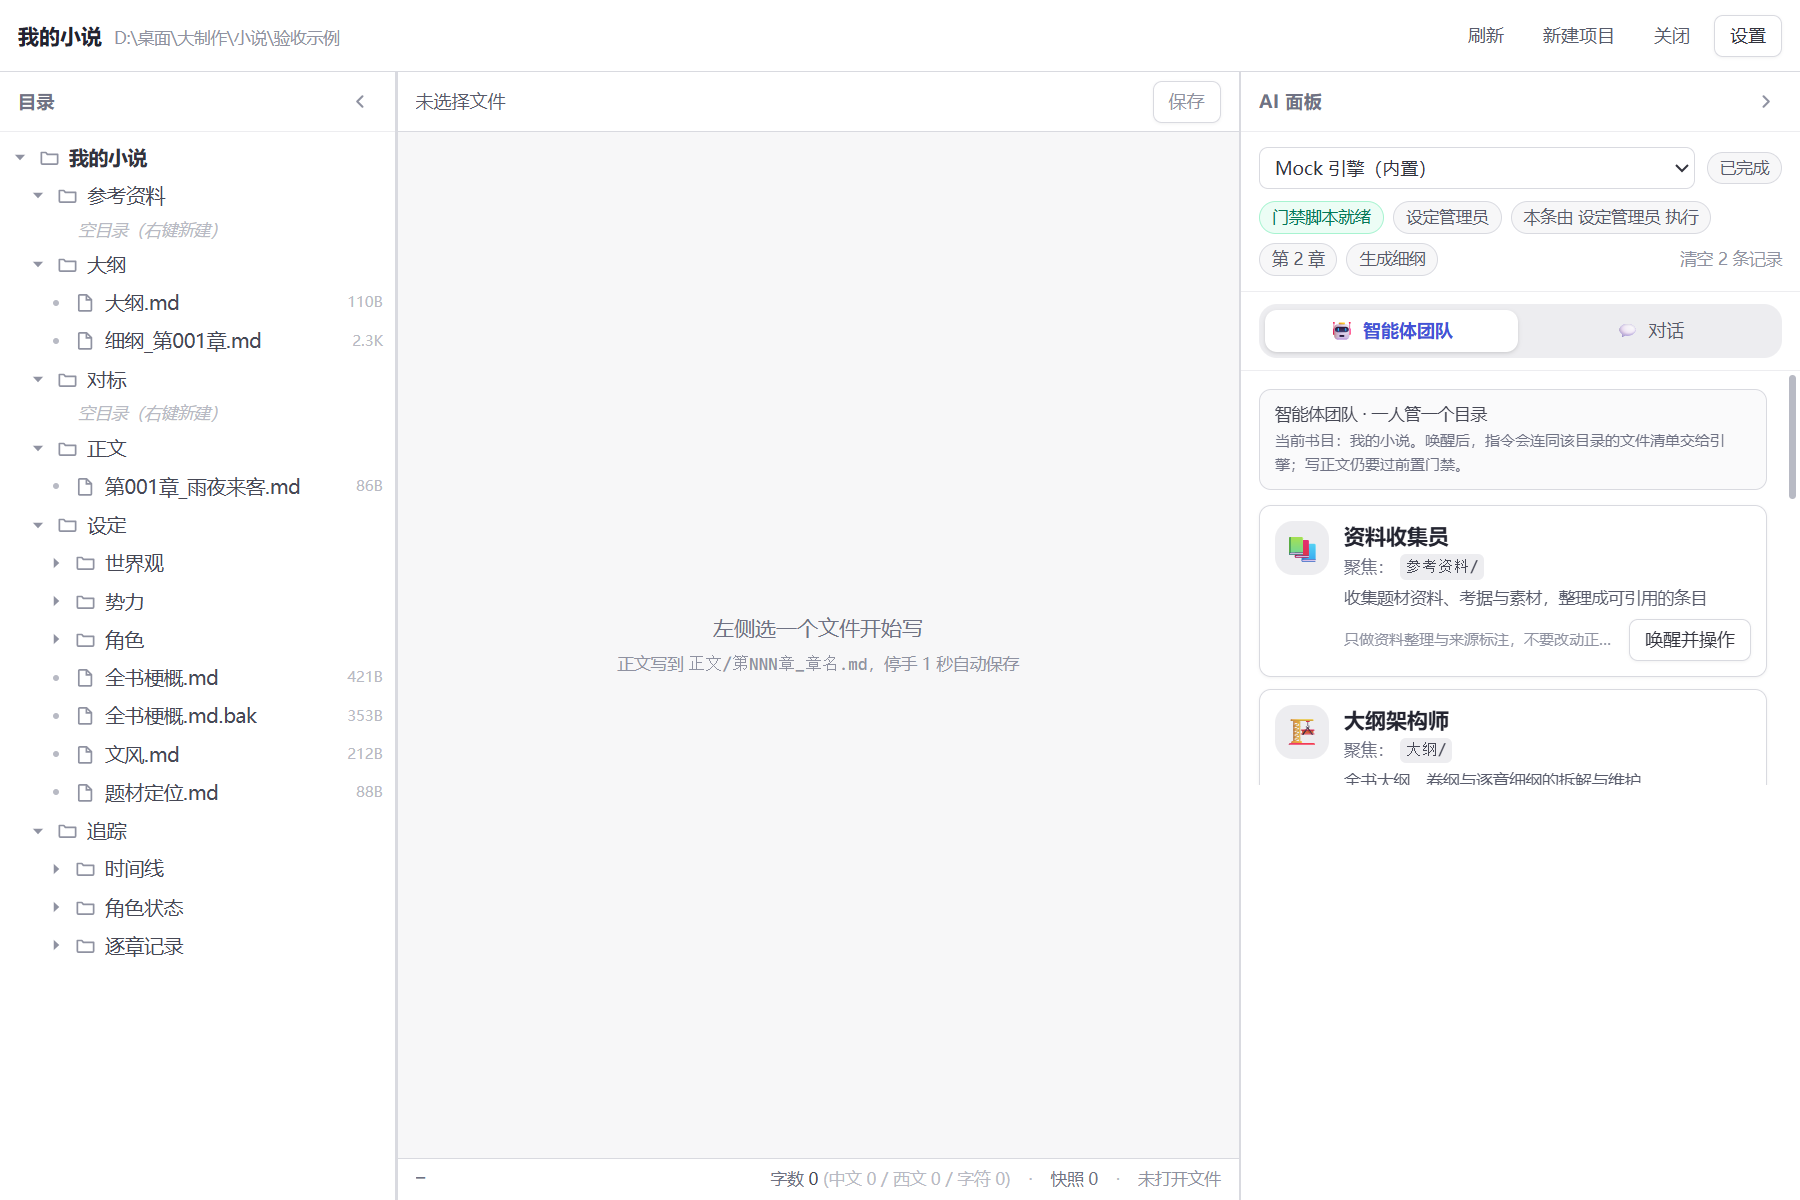 我的小说 D:\桌面\大制作\小说\验收示例
刷新 新建项目 关闭 设置
目录
我的小说
参考资料
空目录（右键新建）
大纲
大纲.md 110B
细纲_第001章.md 2.3K
对标
空目录（右键新建）
正文
第001章_雨夜来客.md 86B
设定
世界观
势力
角色
全书梗概.md 421B
全书梗概.md.bak 353B
文风.md 212B
题材定位.md 88B
追踪
时间线
角色状态
逐章记录
未选择文件 保存
左侧选一个文件开始写
正文写到 正文/第NNN章_章名.md，停手 1 秒自动保存
– 字数 0 (中文 0 / 西文 0 / 字符 0) · 快照 0 · 未打开文件
AI 面板
Mock 引擎（内置） 已完成
门禁脚本就绪 设定管理员 本条由 设定管理员 执行
第 2 章 生成细纲 清空 2 条记录
智能体团队 对话
智能体团队 · 一人管一个目录
当前书目：我的小说。唤醒后，指令会连同该目录的文件清单交给引
擎；写正文仍要过前置门禁。
资料收集员
聚焦： 参考资料/
收集题材资料、考据与素材，整理成可引用的条目
只做资料整理与来源标注，不要改动正... 唤醒并操作
大纲架构师
聚焦： 大纲/
全书大纲、卷纲与逐章细纲的拆解与维护